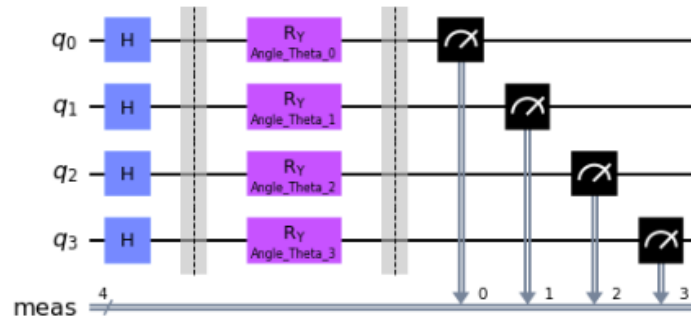 q0 H RY Angle_Theta_0
q1 H RY Angle_Theta_1
q2 H RY Angle_Theta_2
q3 H RY Angle_Theta_3
meas 4 0 1 2 3